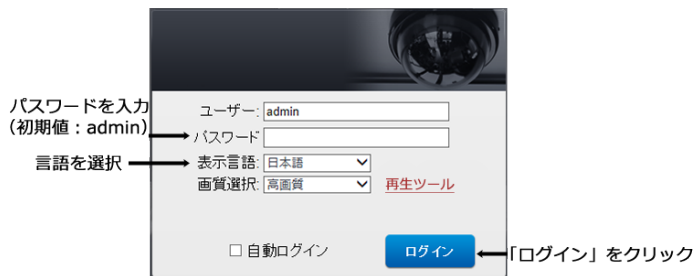 パスワードを入力
（初期値：admin）
言語を選択
ユーザー: admin
パスワード
表示言語: 日本語
画質選択: 高画質
再生ツール
自動ログイン
ログイン
「ログイン」をクリック